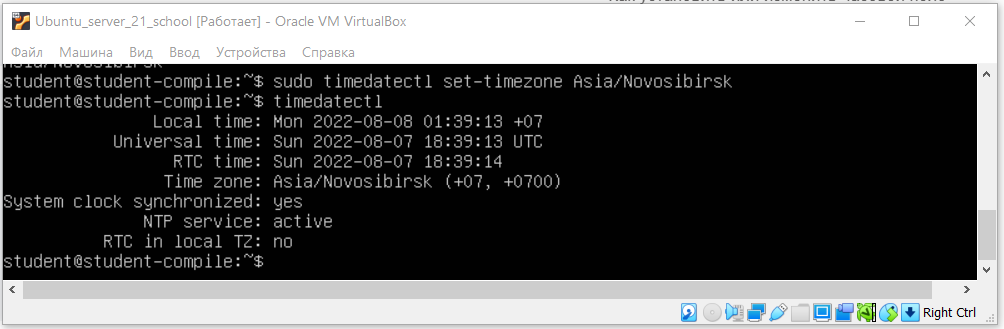 Ubuntu_server_21_school [Работает] - Oracle VM VirtualBox
Файл Машина Вид Ввод Устройства Справка
student@student-compile:~$ sudo timedatectl set-timezone Asia/Novosibirsk
student@student-compile:~$ timedatectl
Local time: Mon 2022-08-08 01:39:13 +07
Universal time: Sun 2022-08-07 18:39:13 UTC
RTC time: Sun 2022-08-07 18:39:14
Time zone: Asia/Novosibirsk (+07, +0700)
System clock synchronized: yes
NTP service: active
RTC in local TZ: no
student@student-compile:~$
Right Ctrl